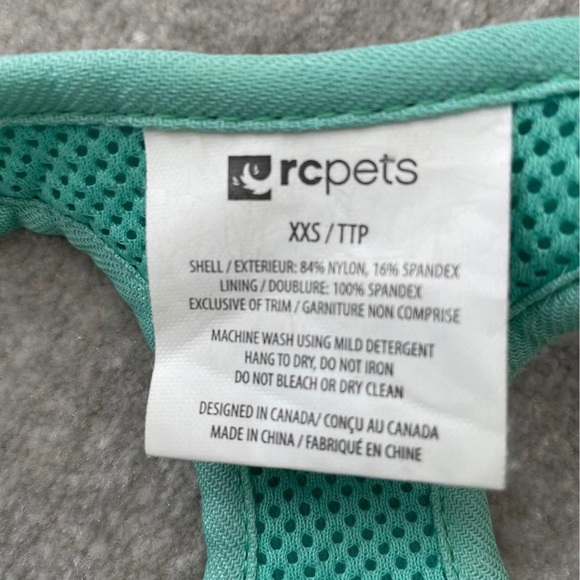 rcpets
XXS / TTP
SHELL / EXTERIEUR: 84% NYLON, 16% SPANDEX
LINING / DOUBLURE: 100% SPANDEX
EXCLUSIVE OF TRIM / GARNITURE NON COMPRISE
MACHINE WASH USING MILD DETERGENT
HANG TO DRY, DO NOT IRON
DO NOT BLEACH OR DRY CLEAN
DESIGNED IN CANADA/ CONÇU AU CANADA
MADE IN CHINA / FABRIQUÉ EN CHINE